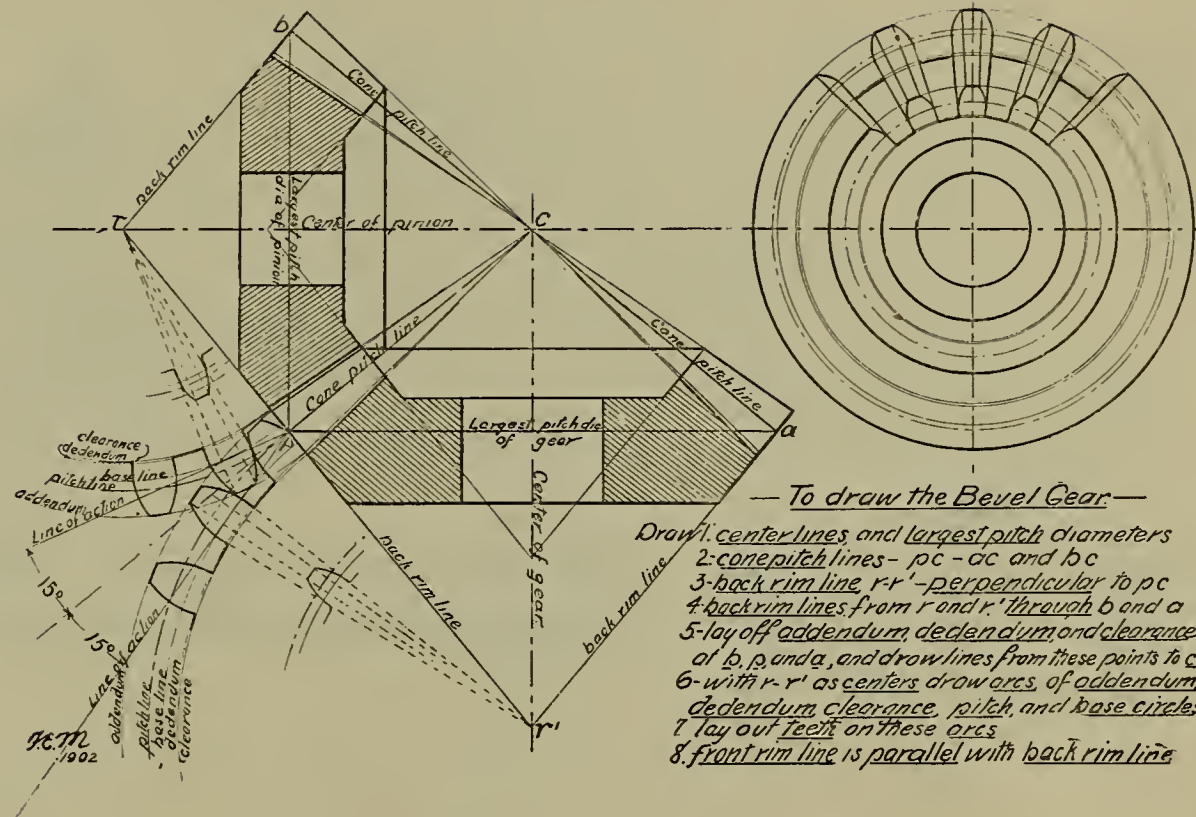 b
Cone pitch line
back rim line
Largest pitch
dia of pinion
r
Center of pinion
c
Cone pitch line
Cone pitch line
p
Largest pitch dia
of gear
a
Center of gear
clearance
dedendum
base line
pitch line
addendum
Line of action
15°
15°
Line of action
addendum
pitch line
base line
dedendum
clearance
back rim line
back rim line
r'
1902
— To draw the Bevel Gear —
Draw 1. center lines and largest pitch diameters
2- cone pitch lines - pc - ac and bc
3- back rim line, r-r' - perpendicular to pc
4- back rim lines from r and r' through b and a
5- lay off addendum, dedendum, and clearance
at b, p, and a, and draw lines from these points to c
6- with r-r' as centers draw arcs, of addendum,
dedendum, clearance, pitch, and base circles
7 lay out teeth on these arcs
8. front rim line is parallel with back rim line